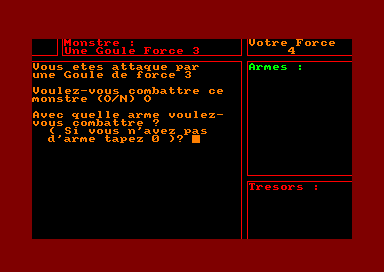 Monstre :
Une Goule Force 3
Votre Force
4
Vous etes attaque par
une Goule de force 3
Voulez-vous combattre ce
monstre (O/N) O
Avec quelle arme voulez-
vous combattre ?
( Si vous n'avez pas
d'arme tapez 0 )?
Armes :
Tresors :